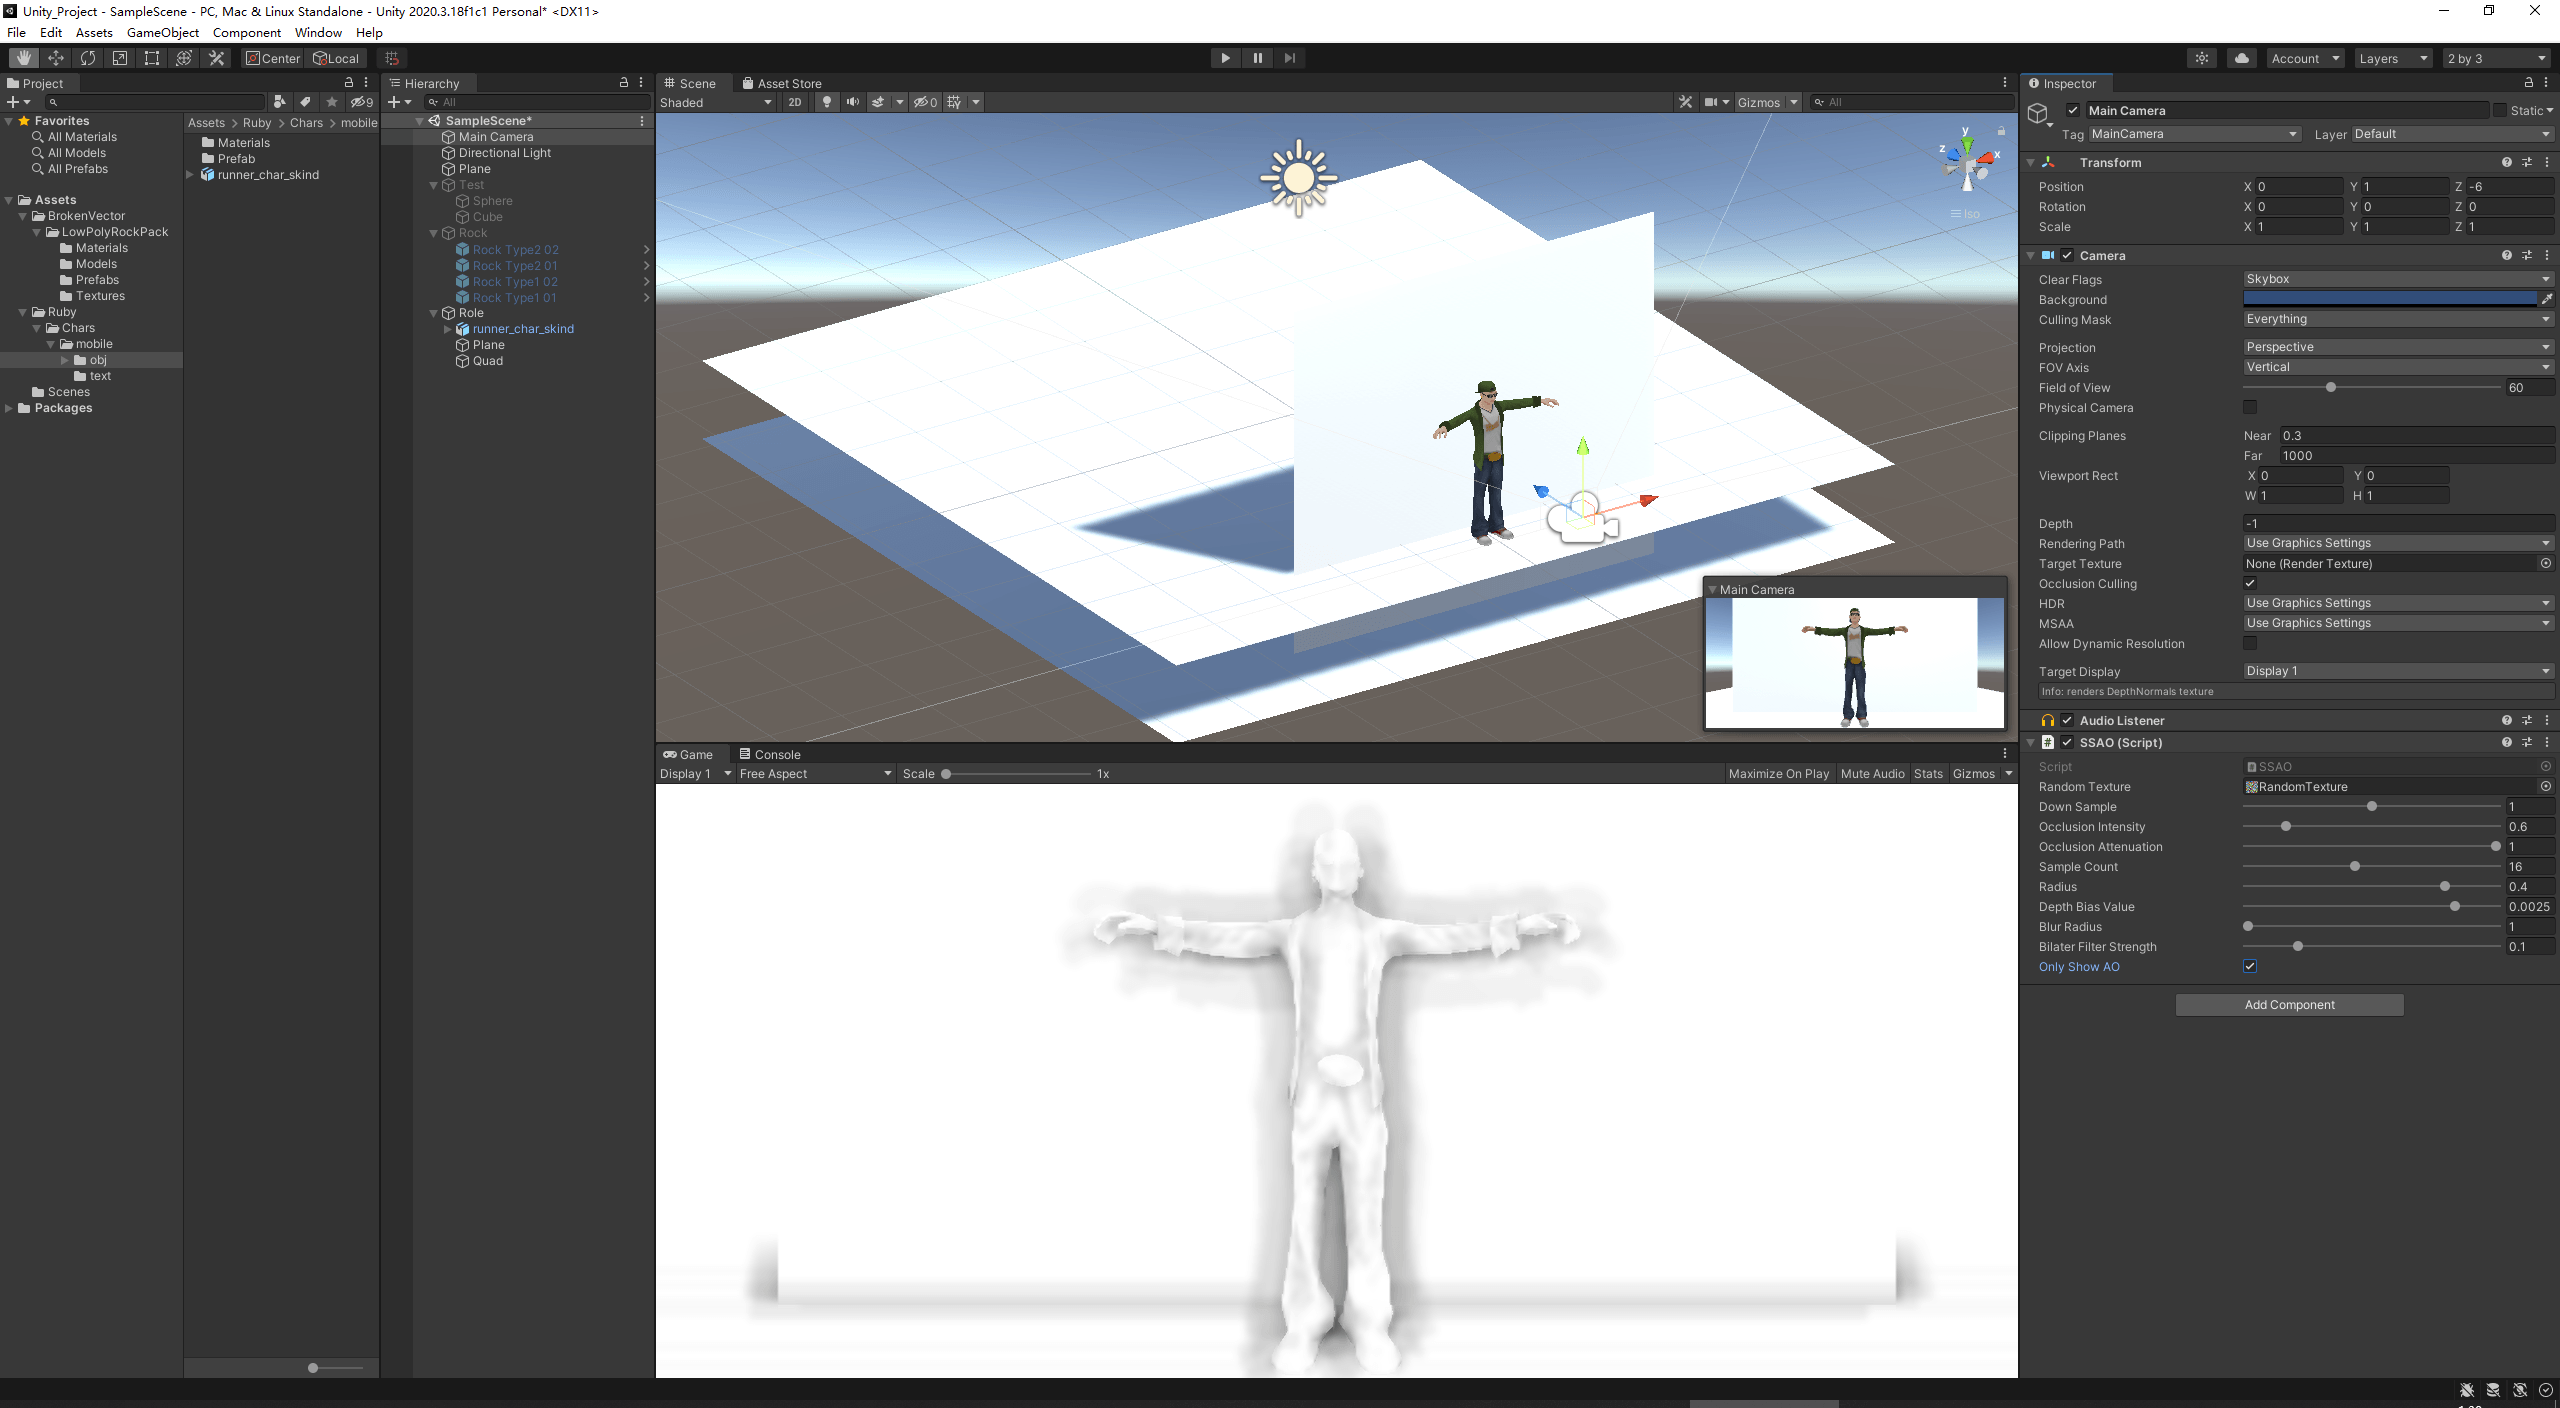 Unity_Project - SampleScene - PC, Mac & Linux Standalone - Unity 2020.3.18f1c1 Personal* <DX11>
File Edit Assets GameObject Component Window Help
Center Local
Account Layers 2 by 3
Project
9
Favorites
All Materials
All Models
All Prefabs
Assets
BrokenVector
LowPolyRockPack
Materials
Models
Prefabs
Textures
Ruby
Chars
mobile
obj
text
Scenes
Packages
Assets > Ruby > Chars > mobile
Materials
Prefab
runner_char_skind
Hierarchy
All
SampleScene*
Main Camera
Directional Light
Plane
Test
Sphere
Cube
Rock
Rock Type2 02
Rock Type2 01
Rock Type1 02
Rock Type1 01
Role
runner_char_skind
Plane
Quad
Scene Asset Store
Shaded 2D 0 Gizmos All
y
z x
Iso
Main Camera
Game Console
Display 1 Free Aspect Scale 1x Maximize On Play Mute Audio Stats Gizmos
Inspector
Main Camera Static
Tag MainCamera Layer Default
Transform
Position X 0 Y 1 Z -6
Rotation X 0 Y 0 Z 0
Scale X 1 Y 1 Z 1
Camera
Clear Flags Skybox
Background
Culling Mask Everything
Projection Perspective
FOV Axis Vertical
Field of View 60
Physical Camera
Clipping Planes Near 0.3
Far 1000
Viewport Rect X 0 Y 0
W 1 H 1
Depth -1
Rendering Path Use Graphics Settings
Target Texture None (Render Texture)
Occlusion Culling
HDR Use Graphics Settings
MSAA Use Graphics Settings
Allow Dynamic Resolution
Target Display Display 1
Info: renders DepthNormals texture
Audio Listener
SSAO (Script)
Script SSAO
Random Texture RandomTexture
Down Sample 1
Occlusion Intensity 0.6
Occlusion Attenuation 1
Sample Count 16
Radius 0.4
Depth Bias Value 0.0025
Blur Radius 1
Bilater Filter Strength 0.1
Only Show AO
Add Component